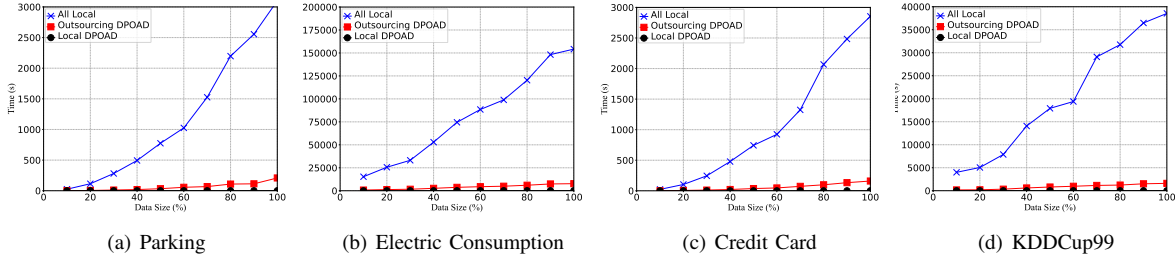 All Local
Outsourcing DPOAD
Local DPOAD
3000
2500
2000
1500
1000
500
0
Time (s)
0 20 40 60 80 100
Data Size (%)
(a) Parking
All Local
Outsourcing DPOAD
Local DPOAD
200000
175000
150000
125000
100000
75000
50000
25000
0
0 20 40 60 80 100
Data Size (%)
(b) Electric Consumption
All Local
Outsourcing DPOAD
Local DPOAD
3000
2500
2000
1500
1000
500
0
Time (s)
0 20 40 60 80 100
Data Size (%)
(c) Credit Card
All Local
Outsourcing DPOAD
Local DPOAD
40000
35000
30000
25000
20000
15000
10000
5000
0
0 20 40 60 80 100
Data Size (%)
(d) KDDCup99